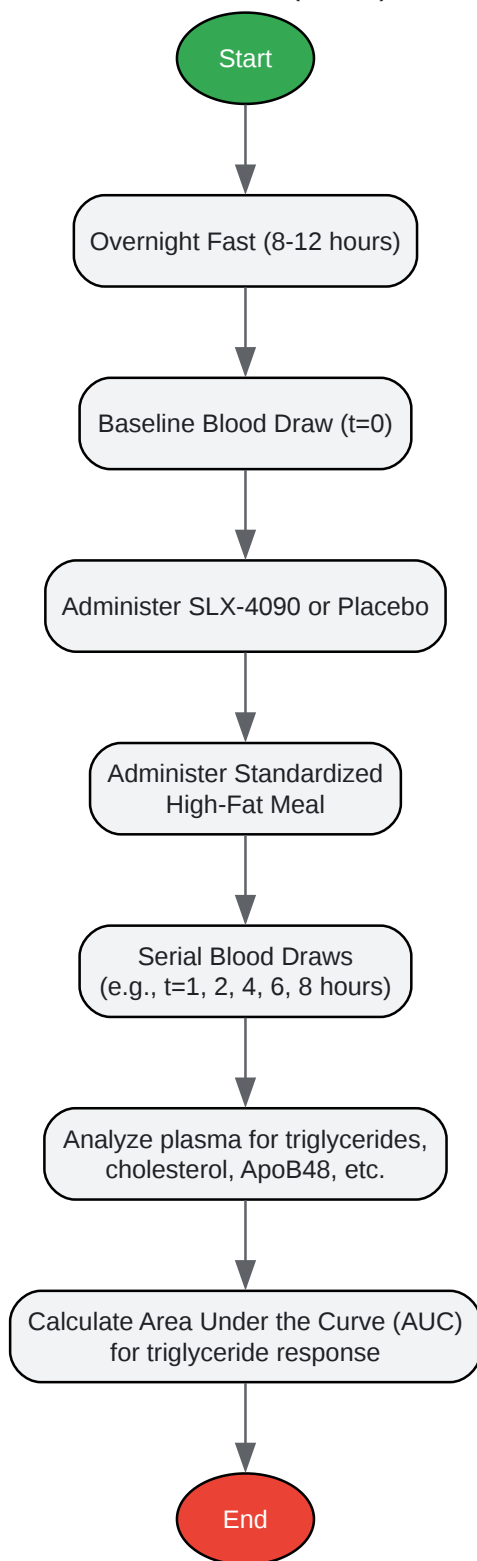 Start
Overnight Fast (8-12 hours)
Baseline Blood Draw (t=0)
Administer SLX-4090 or Placebo
Administer Standardized
High-Fat Meal
Serial Blood Draws
(e.g., t=1, 2, 4, 6, 8 hours)
Analyze plasma for triglycerides,
cholesterol, ApoB48, etc.
Calculate Area Under the Curve (AUC)
for triglyceride response
End